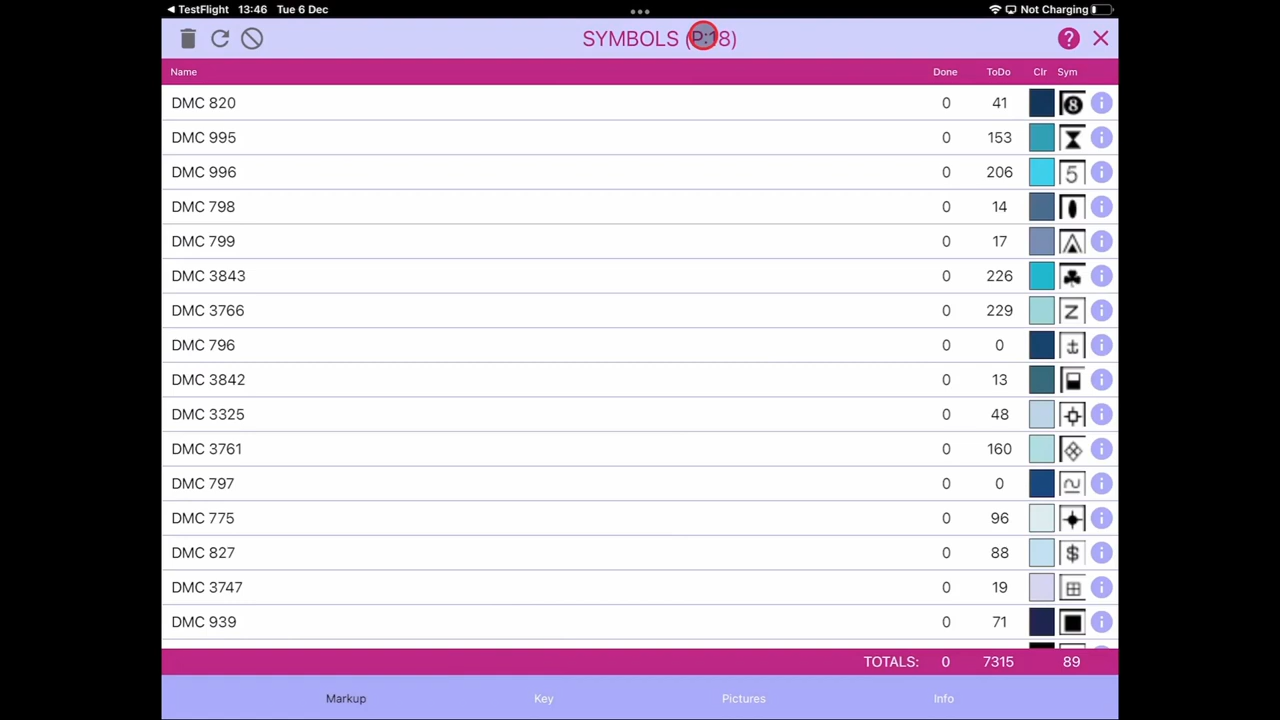 TestFlight 13:46 Tue 6 Dec Not Charging
SYMBOLS (P:18)
Name Done ToDo Clr Sym
DMC 820 0 41 8
DMC 995 0 153
DMC 996 0 206 5
DMC 798 0 14
DMC 799 0 17
DMC 3843 0 226
DMC 3766 0 229 Z
DMC 796 0 0
DMC 3842 0 13
DMC 3325 0 48
DMC 3761 0 160
DMC 797 0 0
DMC 775 0 96
DMC 827 0 88 $
DMC 3747 0 19
DMC 939 0 71
TOTALS: 0 7315 89
Markup Key Pictures Info